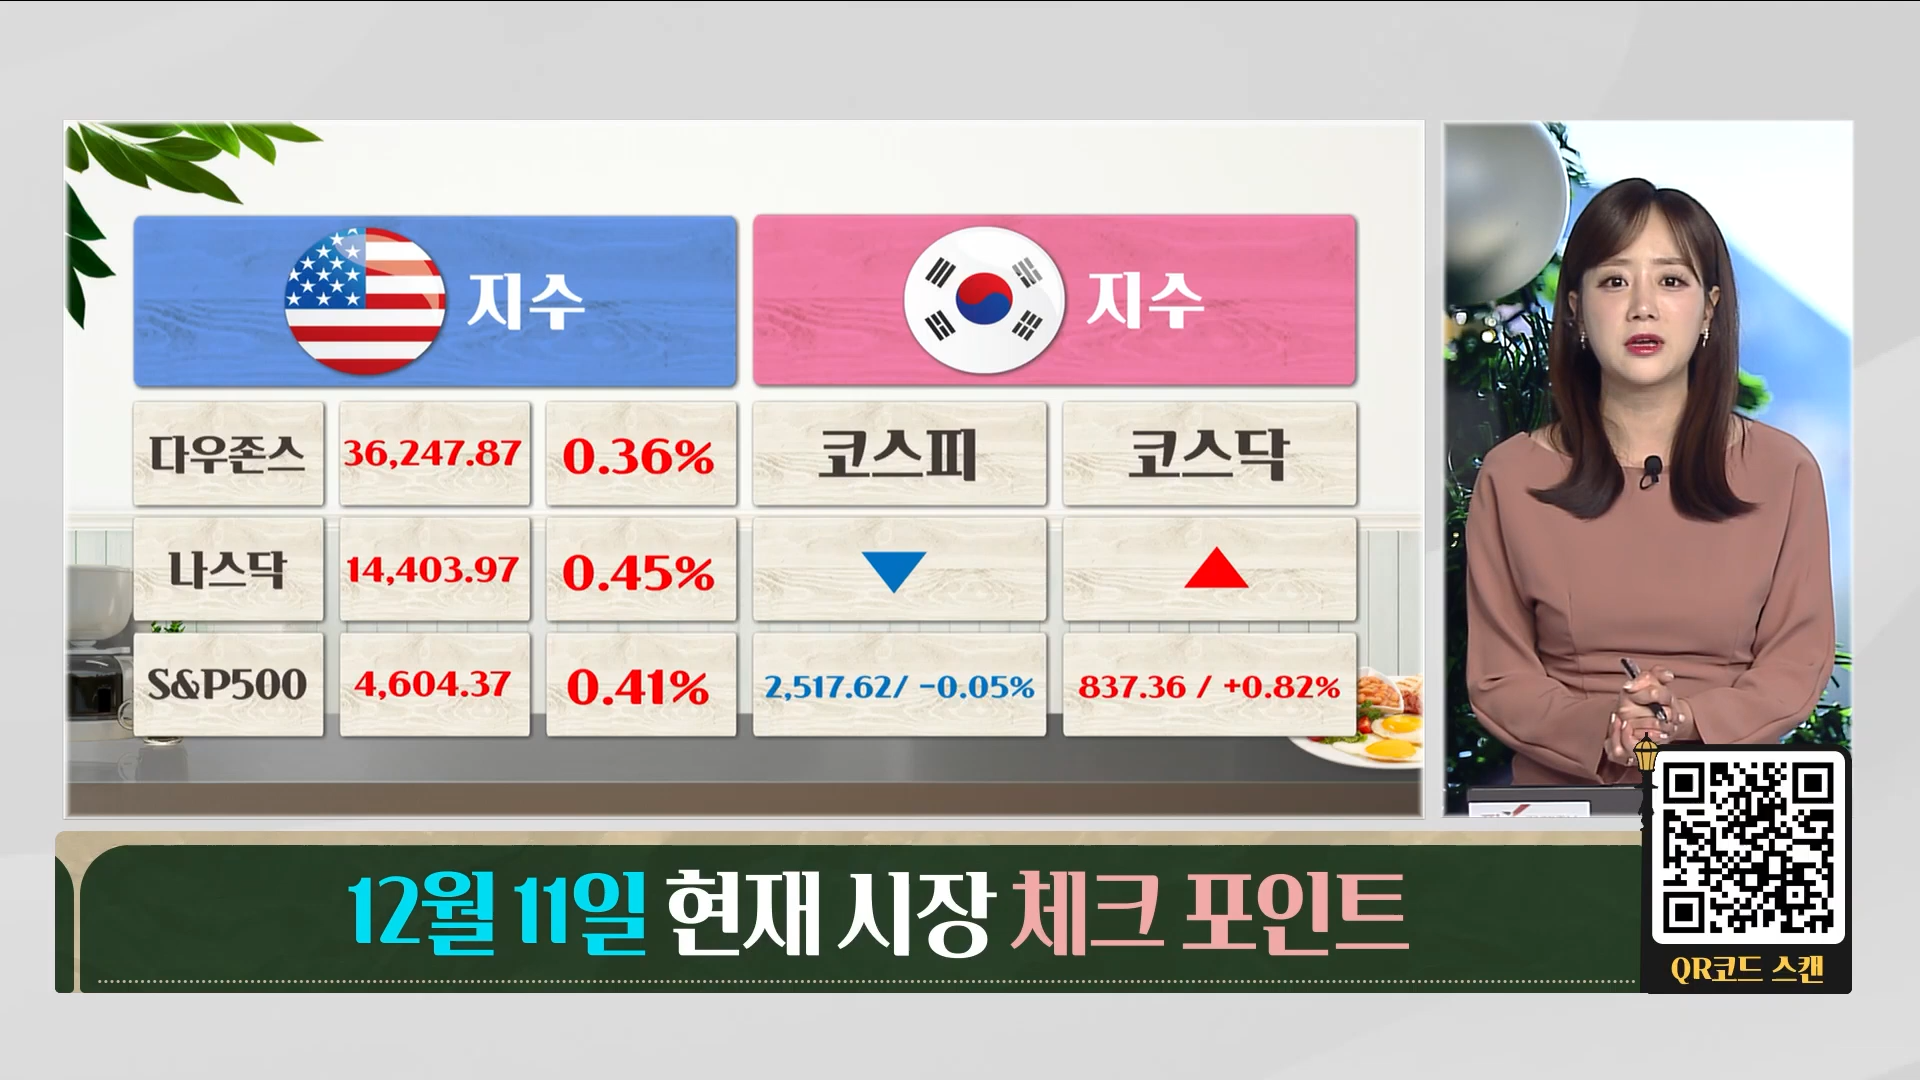 지수
지수
다우존스 36,247.87 0.36% 코스피 코스닥
나스닥 14,403.97 0.45% ▼ ▲
S&P500 4,604.37 0.41% 2,517.62/ -0.05% 837.36 / +0.82%
12월 11일 현재 시장 체크 포인트
QR코드 스캔